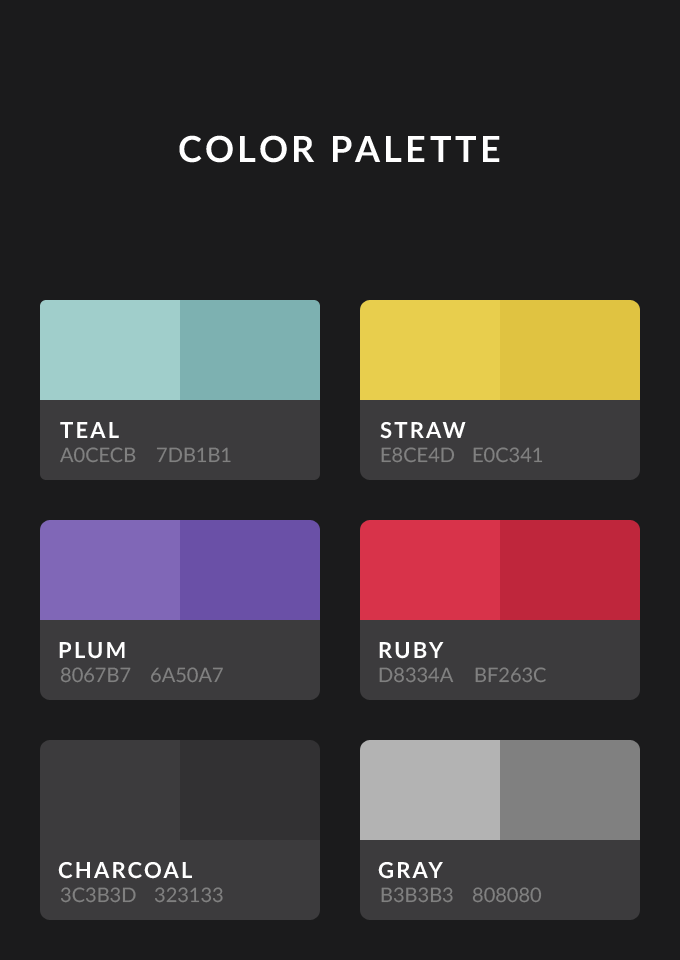 COLOR PALETTE
TEAL
A0CECB 7DB1B1
STRAW
E8CE4D E0C341
PLUM
8067B7 6A50A7
RUBY
D8334A BF263C
CHARCOAL
3C3B3D 323133
GRAY
B3B3B3 808080